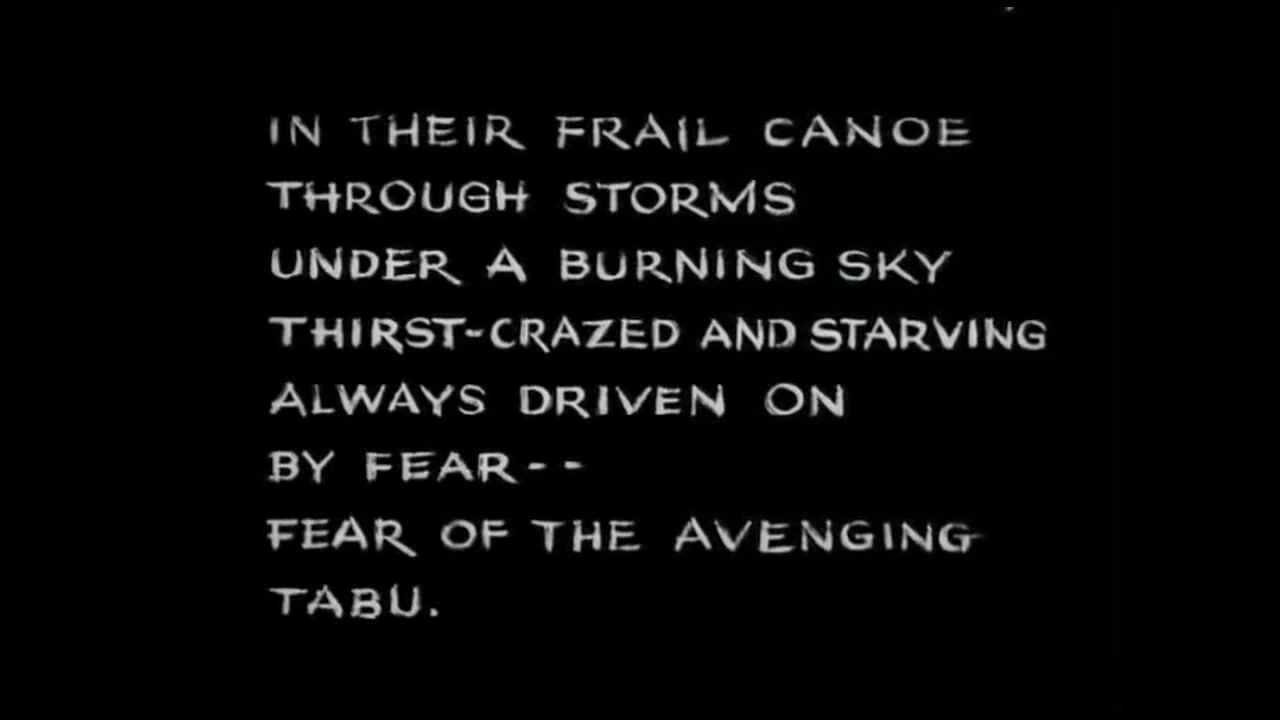 IN THEIR FRAIL CANOE
THROUGH STORMS
UNDER A BURNING SKY
THIRST-CRAZED AND STARVING
ALWAYS DRIVEN ON
BY FEAR--
FEAR OF THE AVENGING
TABU.